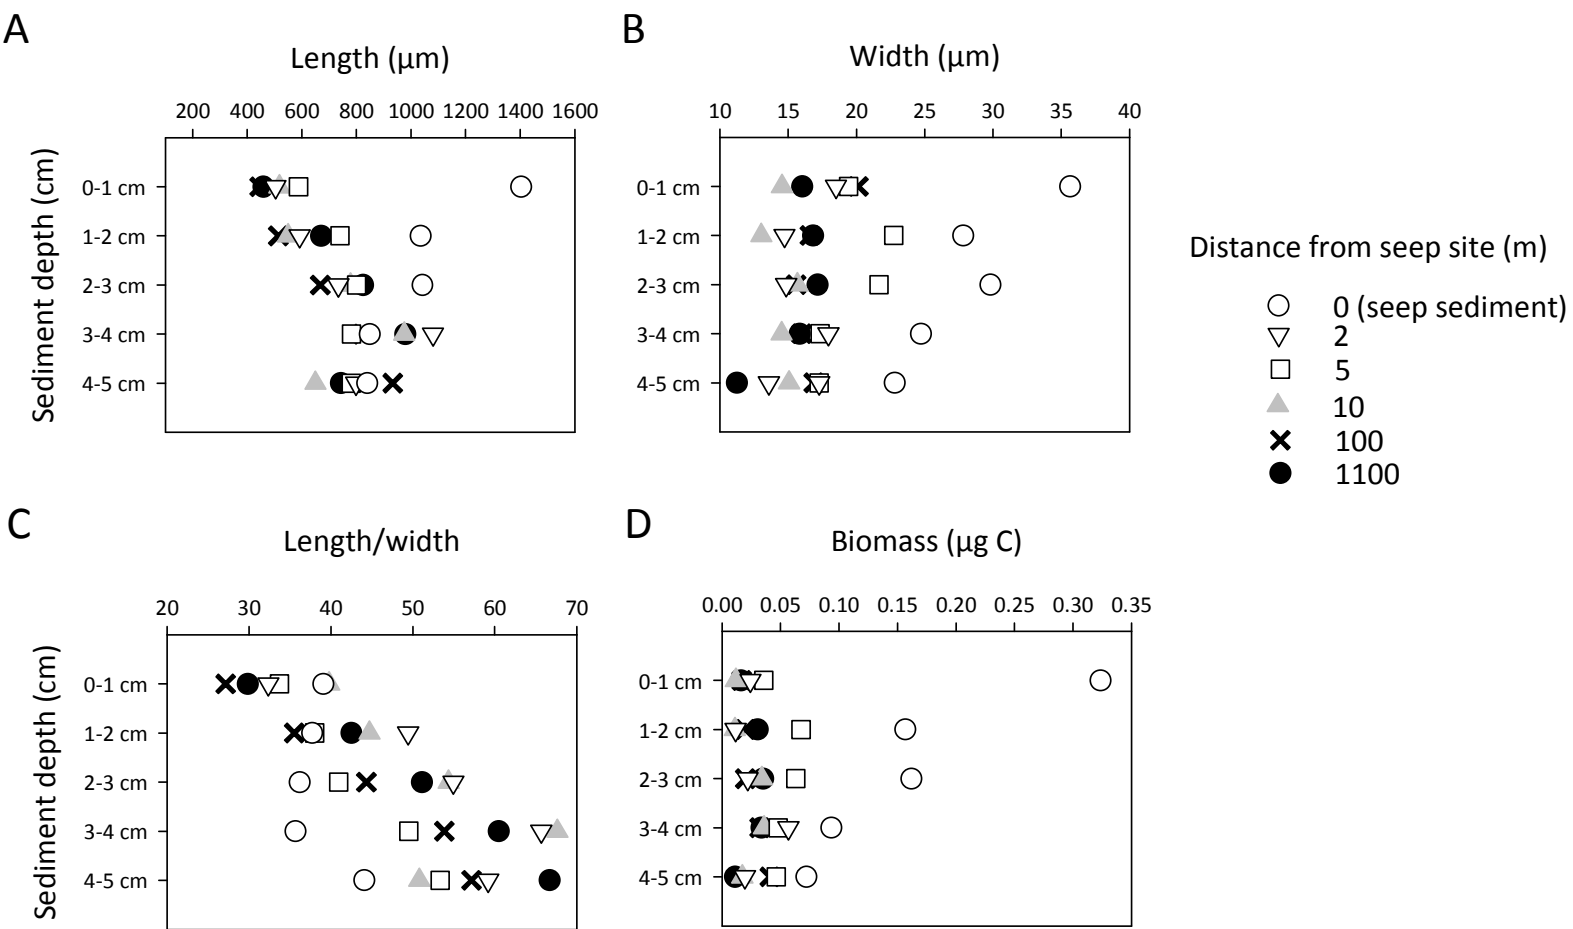 A
Length (µm)
200 400 600 800 1000 1200 1400 1600
Sediment depth (cm)
0-1 cm
1-2 cm
2-3 cm
3-4 cm
4-5 cm
B
Width (µm)
10 15 20 25 30 35 40
0-1 cm
1-2 cm
2-3 cm
3-4 cm
4-5 cm
Distance from seep site (m)
0 (seep sediment)
2
5
10
100
1100
C
Length/width
20 30 40 50 60 70
Sediment depth (cm)
0-1 cm
1-2 cm
2-3 cm
3-4 cm
4-5 cm
D
Biomass (µg C)
0.00 0.05 0.10 0.15 0.20 0.25 0.30 0.35
0-1 cm
1-2 cm
2-3 cm
3-4 cm
4-5 cm